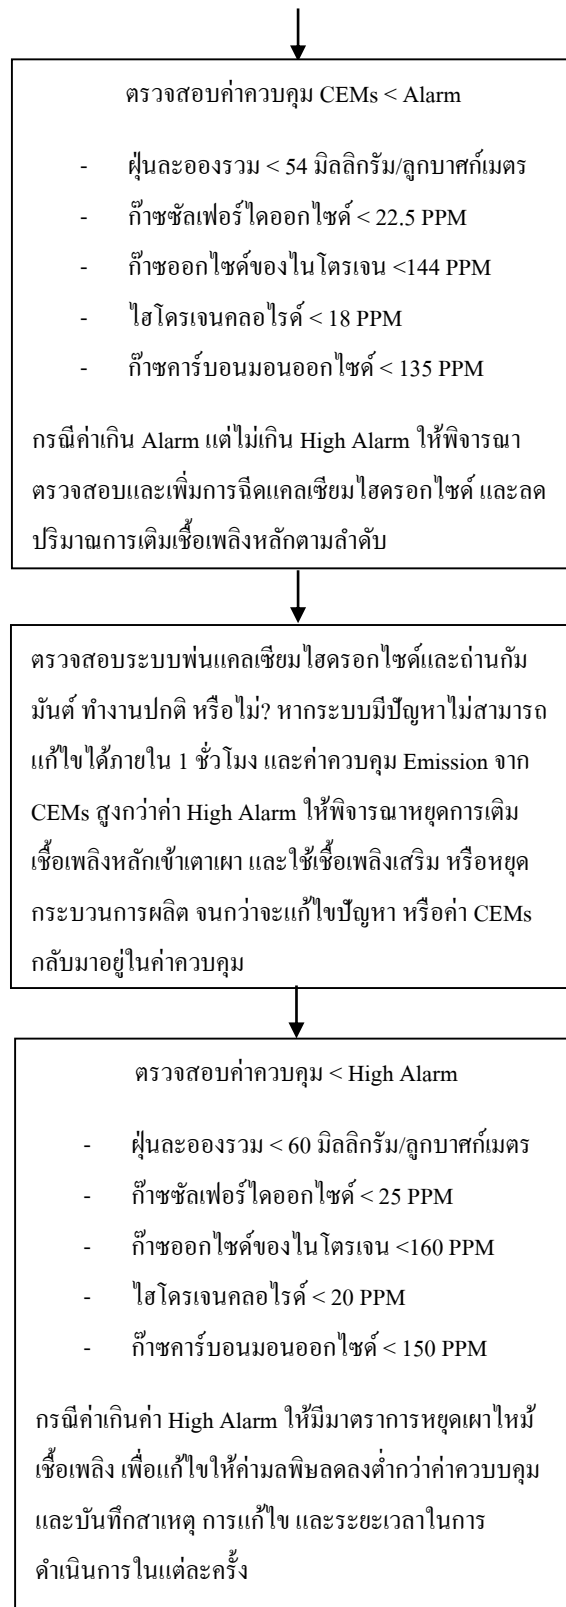 ตรวจสอบค่าควบคุม CEMs < Alarm
- ฝุ่นละอองรวม < 54 มิลลิกรัม/ลูกบาศก์เมตร
- ก๊าซซัลเฟอร์ไดออกไซด์ < 22.5 PPM
- ก๊าซออกไซด์ของไนโตรเจน <144 PPM
- ไฮโดรเจนคลอไรด์ < 18 PPM
- ก๊าซคาร์บอนมอนออกไซด์ < 135 PPM
กรณีค่าเกิน Alarm แต่ไม่เกิน High Alarm ให้พิจารณา
ตรวจสอบและเพิ่มการฉีดแคลเซียมไฮดรอกไซด์ และลด
ปริมาณการเติมเชื้อเพลิงหลักตามลำดับ
ตรวจสอบระบบพ่นแคลเซียมไฮดรอกไซด์และถ่านกัม
มันต์ ทำงานปกติ หรือไม่? หากระบบมีปัญหาไม่สามารถ
แก้ไขได้ภายใน 1 ชั่วโมง และค่าควบคุม Emission จาก
CEMs สูงกว่าค่า High Alarm ให้พิจารณาหยุดการเติม
เชื้อเพลิงหลักเข้าเตาเผา และใช้เชื้อเพลิงเสริม หรือหยุด
กระบวนการผลิต จนกว่าจะแก้ไขปัญหา หรือค่า CEMs
กลับมาอยู่ในค่าควบคุม
ตรวจสอบค่าควบคุม < High Alarm
- ฝุ่นละอองรวม < 60 มิลลิกรัม/ลูกบาศก์เมตร
- ก๊าซซัลเฟอร์ไดออกไซด์ < 25 PPM
- ก๊าซออกไซด์ของไนโตรเจน <160 PPM
- ไฮโดรเจนคลอไรด์ < 20 PPM
- ก๊าซคาร์บอนมอนออกไซด์ < 150 PPM
กรณีค่าเกินค่า High Alarm ให้มีมาตราการหยุดเผาไหม้
เชื้อเพลิง เพื่อแก้ไขให้ค่ามลพิษลดลงต่ำกว่าค่าควบบคุม
และบันทึกสาเหตุ การแก้ไข และระยะเวลาในการ
ดำเนินการในแต่ละครั้ง